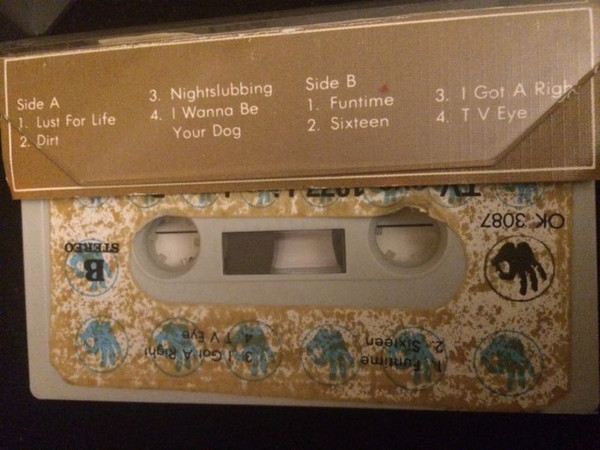 Side A
1. Lust For Life
2. Dirt
3. Nightslubbing
4. I Wanna Be
Your Dog
Side B
1. Funtime
2. Sixteen
3. I Got A Righ
4. T V Eye
OK 3087
B
STEREO
1. Funtime
2. Sixteen
3. I Got A Righ
4. T V Eye